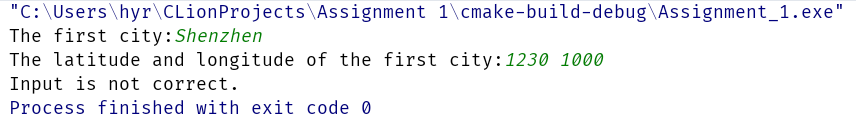 "C:\Users\hyr\CLionProjects\Assignment 1\cmake-build-debug\Assignment_1.exe"
The first city:Shenzhen
The latitude and longitude of the first city:1230 1000
Input is not correct.
Process finished with exit code 0